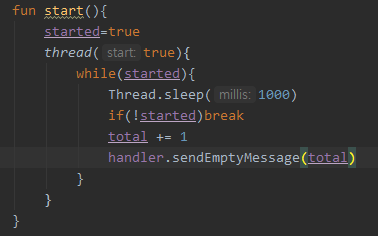 fun start(){
started=true
thread( start: true){
while(started){
Thread.sleep( millis: 1000)
if(!started)break
total += 1
handler.sendEmptyMessage(total)
}
}
}